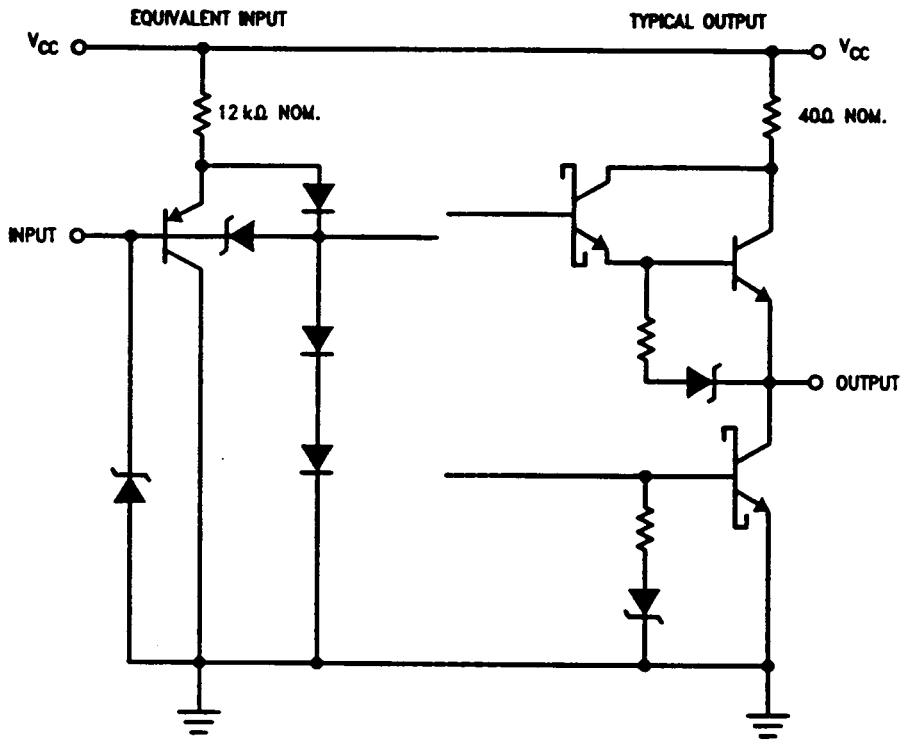 EQUIVALENT INPUT
TYPICAL OUTPUT
VCC
VCC
12 kΩ NOM.
40Ω NOM.
INPUT
OUTPUT